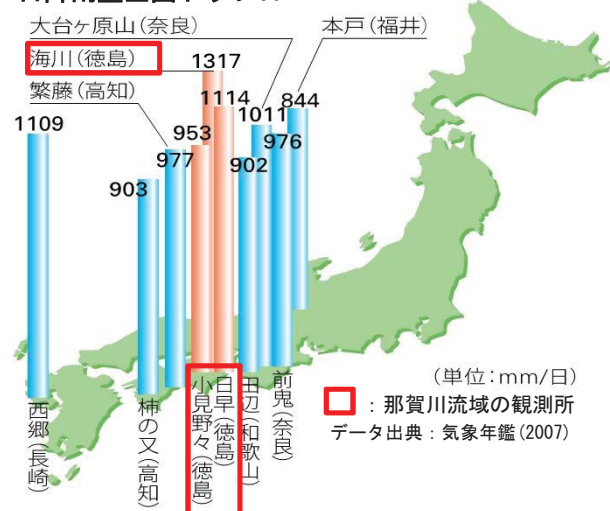 大台ヶ原山(奈良)
本戸(福井)
海川(徳島)
1317
繁藤(高知)
1114
1011
844
1109
953
976
977
902
903
西郷(長崎)
柿の又(高知)
小見野々(徳島)
日早(徳島)
田辺(和歌山)
前鬼(奈良)
(単位:mm/日)
:那賀川流域の観測所
データ出典:気象年鑑(2007)